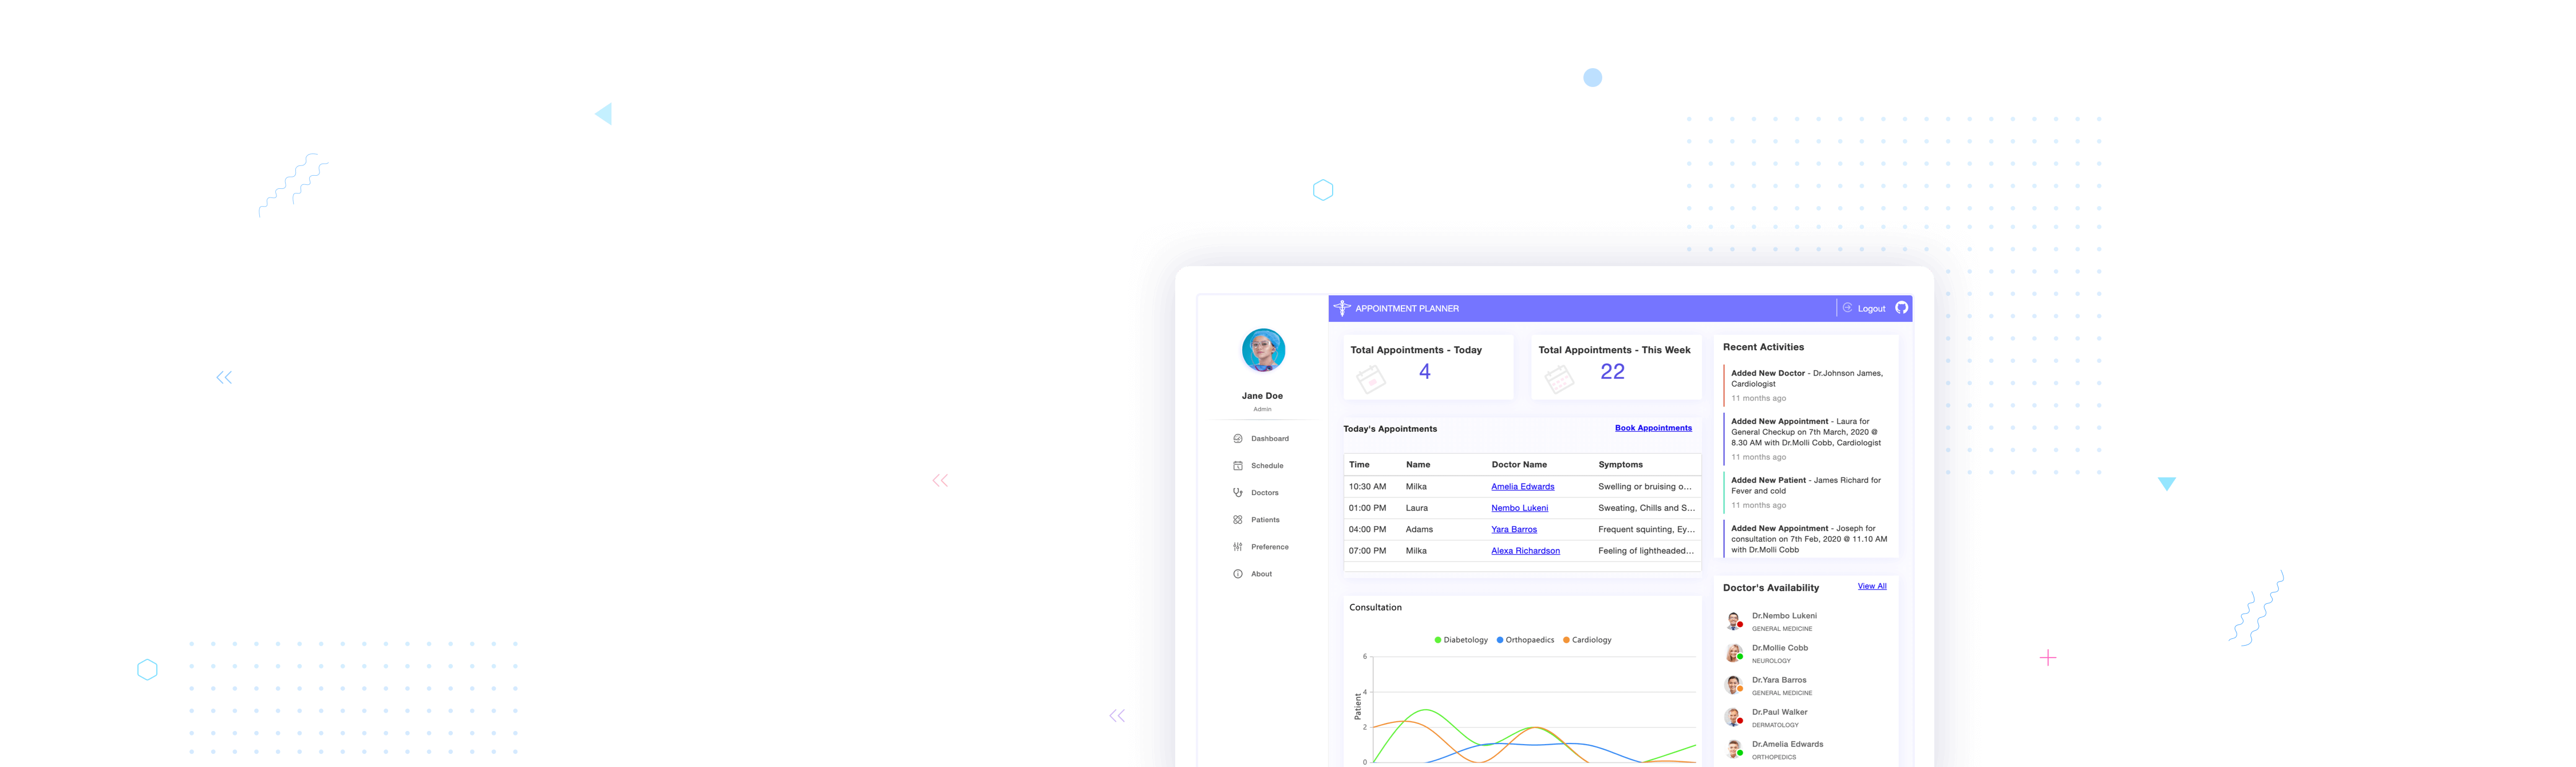 APPOINTMENT PLANNER
Logout
Jane Doe
Admin
Dashboard
Schedule
Doctors
Patients
Preference
About
Total Appointments - Today
4
Total Appointments - This Week
22
Today's Appointments Book Appointments
Time Name Doctor Name Symptoms
10:30 AM Milka Amelia Edwards Swelling or bruising o...
01:00 PM Laura Nembo Lukeni Sweating, Chills and S...
04:00 PM Adams Yara Barros Frequent squinting, Ey...
07:00 PM Milka Alexa Richardson Feeling of lightheaded...
Consultation
Diabetology Orthopaedics Cardiology
Patient
6
4
2
0
Recent Activities
Added New Doctor - Dr.Johnson James,
Cardiologist
11 months ago
Added New Appointment - Laura for
General Checkup on 7th March, 2020 @
8.30 AM with Dr.Molli Cobb, Cardiologist
11 months ago
Added New Patient - James Richard for
Fever and cold
11 months ago
Added New Appointment - Joseph for
consultation on 7th Feb, 2020 @ 11.10 AM
with Dr.Molli Cobb
Doctor's Availability View All
Dr.Nembo Lukeni
GENERAL MEDICINE
Dr.Mollie Cobb
NEUROLOGY
Dr.Yara Barros
GENERAL MEDICINE
Dr.Paul Walker
DERMATOLOGY
Dr.Amelia Edwards
ORTHOPEDICS